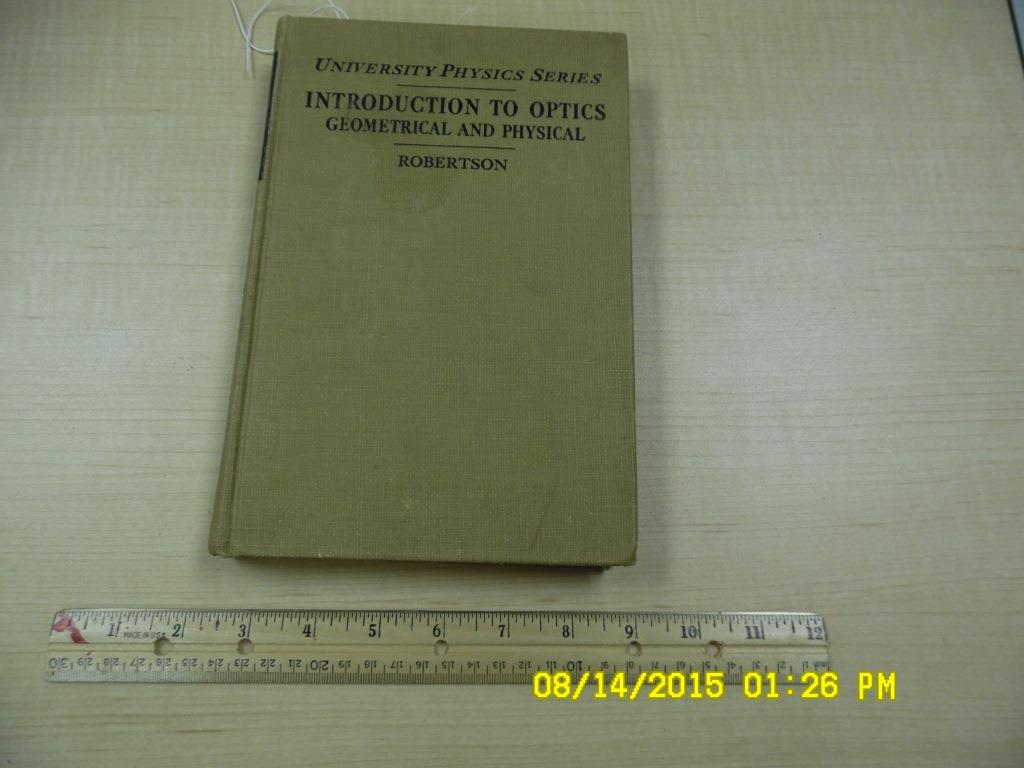 UNIVERSITY PHYSICS SERIES
INTRODUCTION TO OPTICS
GEOMETRICAL AND PHYSICAL
ROBERTSON
1 2 3 4 5 6 7 8 9 10 11 12
MADE IN U.S.A.
08/14/2015 01:26 PM